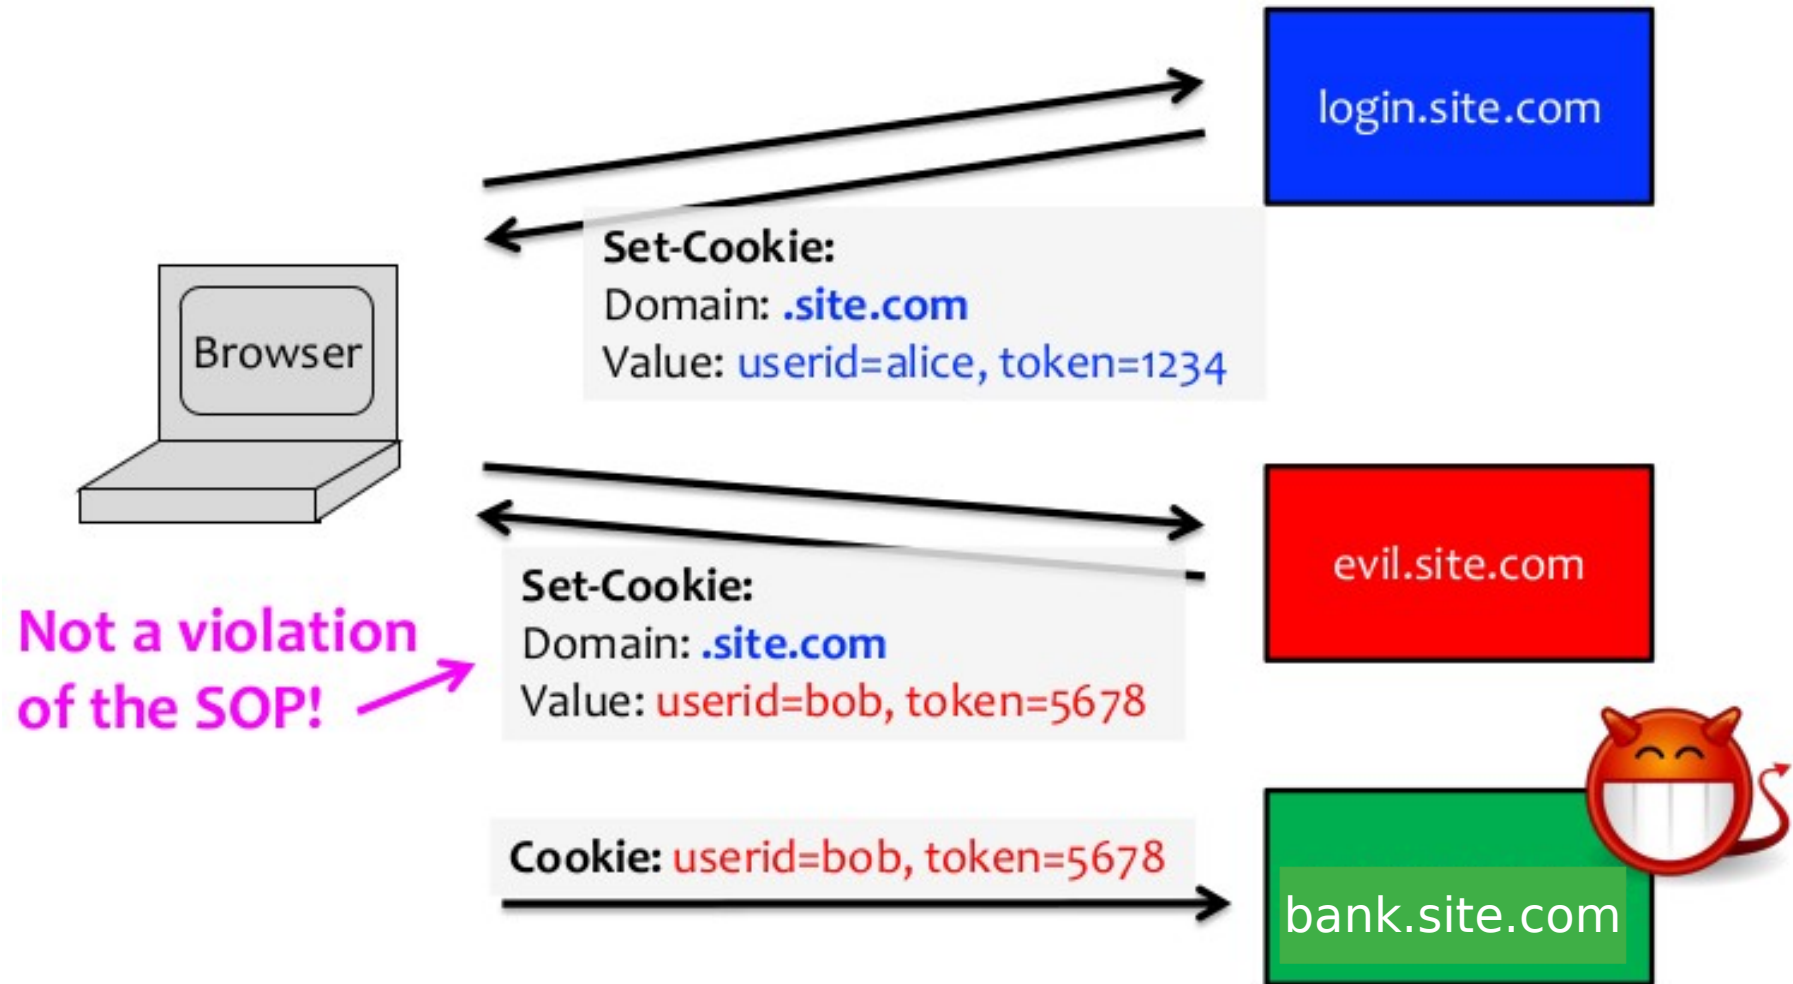 login.site.com
Set-Cookie:
Domain: .site.com
Value: userid=alice, token=1234
Browser
evil.site.com
Set-Cookie:
Domain: .site.com
Value: userid=bob, token=5678
Not a violation
of the SOP!
Cookie: userid=bob, token=5678
bank.site.com